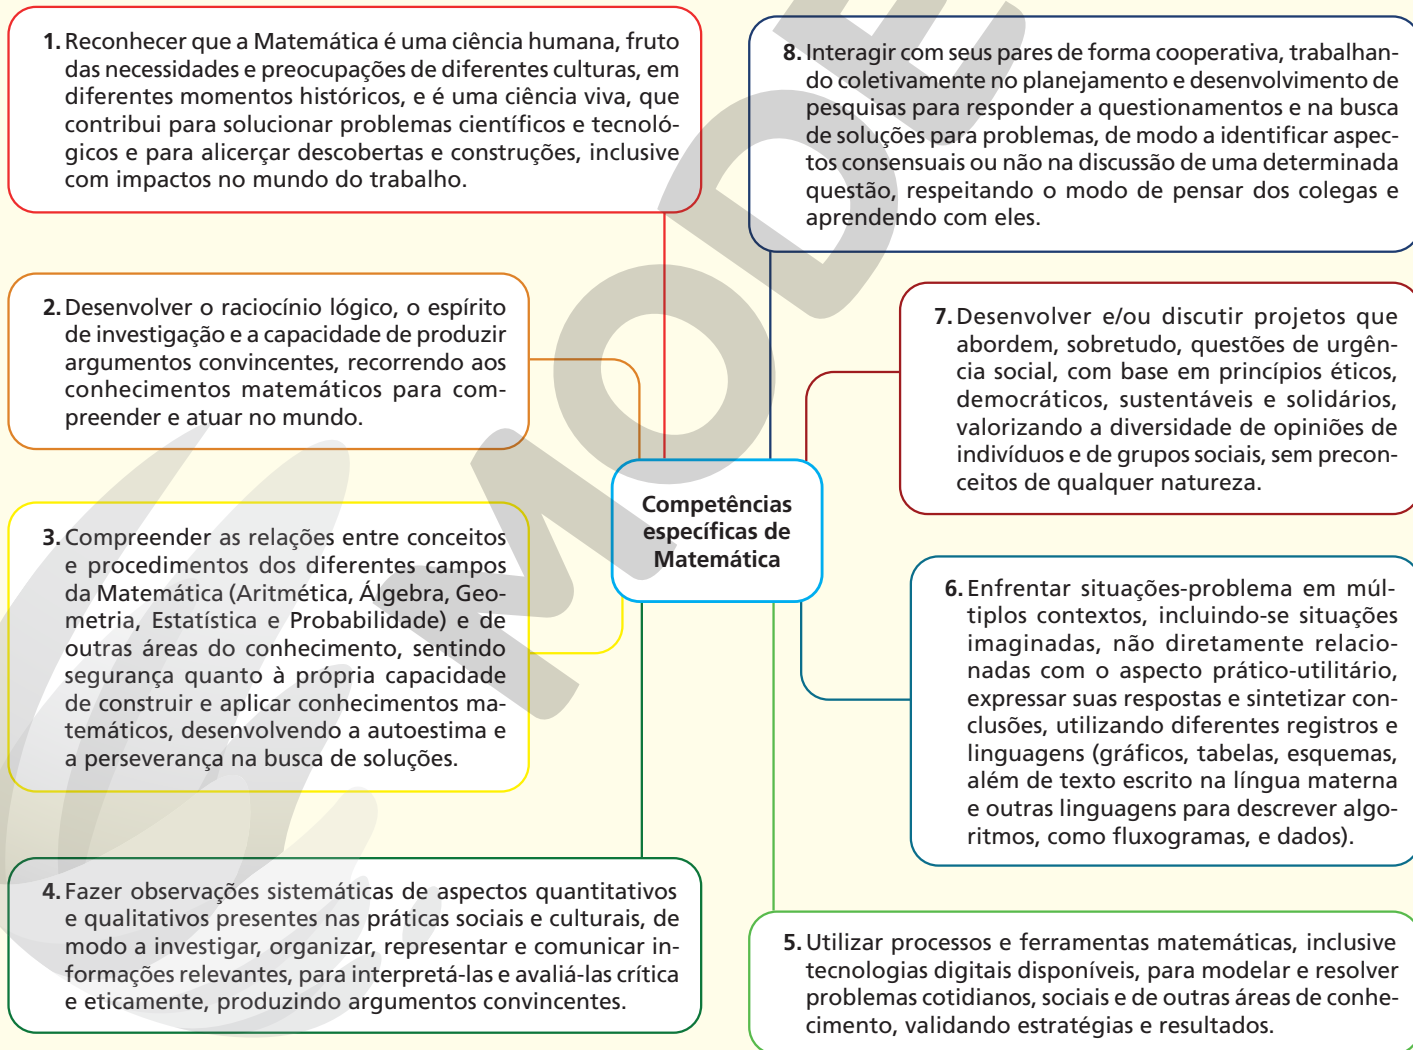 1. Reconhecer que a Matemática é uma ciência humana, fruto
das necessidades e preocupações de diferentes culturas, em
diferentes momentos históricos, e é uma ciência viva, que
contribui para solucionar problemas científicos e tecnoló-
gicos e para alicerçar descobertas e construções, inclusive
com impactos no mundo do trabalho.
2. Desenvolver o raciocínio lógico, o espírito
de investigação e a capacidade de produzir
argumentos convincentes, recorrendo aos
conhecimentos matemáticos para com-
preender e atuar no mundo.
3. Compreender as relações entre conceitos
e procedimentos dos diferentes campos
da Matemática (Aritmética, Álgebra, Geo-
metria, Estatística e Probabilidade) e de
outras áreas do conhecimento, sentindo
segurança quanto à própria capacidade
de construir e aplicar conhecimentos ma-
temáticos, desenvolvendo a autoestima e
a perseverança na busca de soluções.
4. Fazer observações sistemáticas de aspectos quantitativos
e qualitativos presentes nas práticas sociais e culturais, de
modo a investigar, organizar, representar e comunicar in-
formações relevantes, para interpretá-las e avaliá-las crítica
e eticamente, produzindo argumentos convincentes.
Competências
específicas de
Matemática
8. Interagir com seus pares de forma cooperativa, trabalhan-
do coletivamente no planejamento e desenvolvimento de
pesquisas para responder a questionamentos e na busca
de soluções para problemas, de modo a identificar aspec-
tos consensuais ou não na discussão de uma determinada
questão, respeitando o modo de pensar dos colegas e
aprendendo com eles.
7. Desenvolver e/ou discutir projetos que
abordem, sobretudo, questões de urgên-
cia social, com base em princípios éticos,
democráticos, sustentáveis e solidários,
valorizando a diversidade de opiniões de
indivíduos e de grupos sociais, sem precon-
ceitos de qualquer natureza.
6. Enfrentar situações-problema em múl-
tiplos contextos, incluindo-se situações
imaginadas, não diretamente relacio-
nadas com o aspecto prático-utilitário,
expressar suas respostas e sintetizar con-
clusões, utilizando diferentes registros e
linguagens (gráficos, tabelas, esquemas,
além de texto escrito na língua materna
e outras linguagens para descrever algo-
ritmos, como fluxogramas, e dados).
5. Utilizar processos e ferramentas matemáticas, inclusive
tecnologias digitais disponíveis, para modelar e resolver
problemas cotidianos, sociais e de outras áreas de conhe-
cimento, validando estratégias e resultados.
MODE